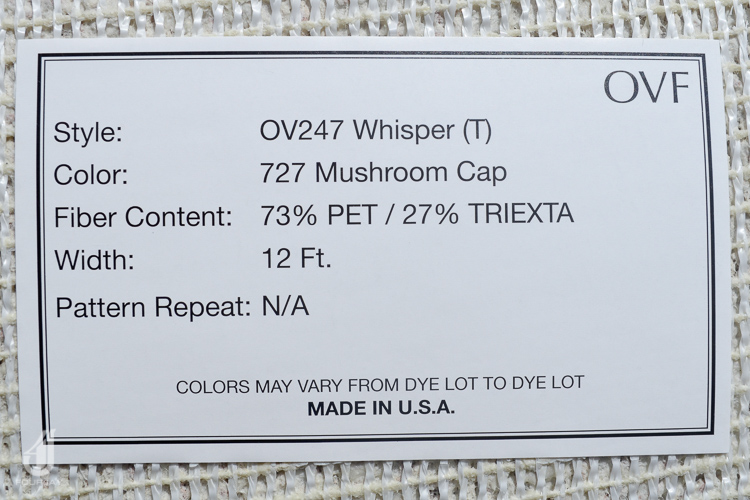 OVF
Style: OV247 Whisper (T)
Color: 727 Mushroom Cap
Fiber Content: 73% PET / 27% TRIEXTA
Width: 12 Ft.
Pattern Repeat: N/A
COLORS MAY VARY FROM DYE LOT TO DYE LOT
MADE IN U.S.A.